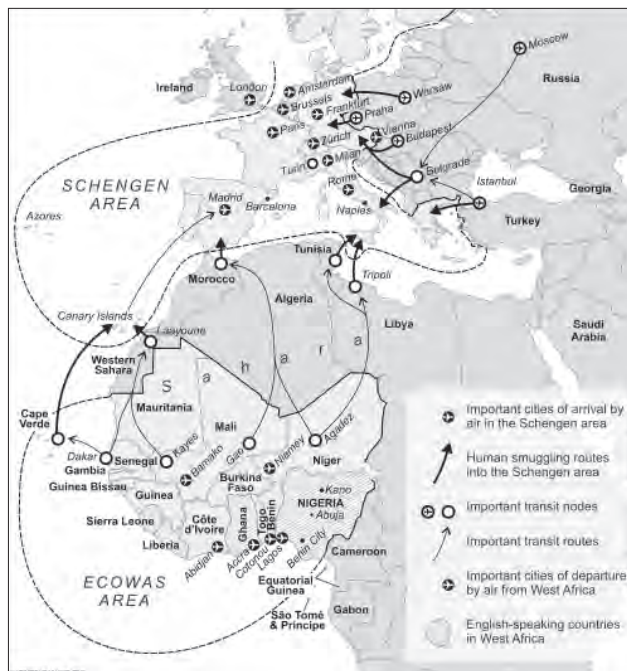 Moscow
Ireland
London
Amsterdam
Russia
Brussels
Warsaw
Frankfurt
Praha
Paris
Zürich
Vienna
Budapest
Turin
Milan
Belgrade
SCHENGEN
AREA
Rome
Istanbul
Georgia
Madrid
Barcelona
Naples
Turkey
Azores
Tunisia
Morocco
Tripoli
Algeria
Canary Islands
Laayoune
Libya
Saudi
Arabia
Western
Sahara
S a h a r a
Mauritania
Cape
Verde
Mali
Dakar
Kayes
Gao
Agadez
Gambia
Senegal
Bamako
Niamey
Niger
Guinea Bissau
Guinea
Burkina
Faso
Kano
NIGERIA
Abuja
Sierra Leone
Côte
d'Ivoire
Ghana
Togo
Benin
Liberia
Abidjan
Accra
Cotonou
Lagos
Benin City
Cameroon
ECOWAS
AREA
Equatorial
Guinea
Gabon
São Tomé
& Principe
Important cities of arrival by
air in the Schengen area
Human smuggling routes
into the Schengen area
Important transit nodes
Important transit routes
Important cities of departure
by air from West Africa
English-speaking countries
in West Africa